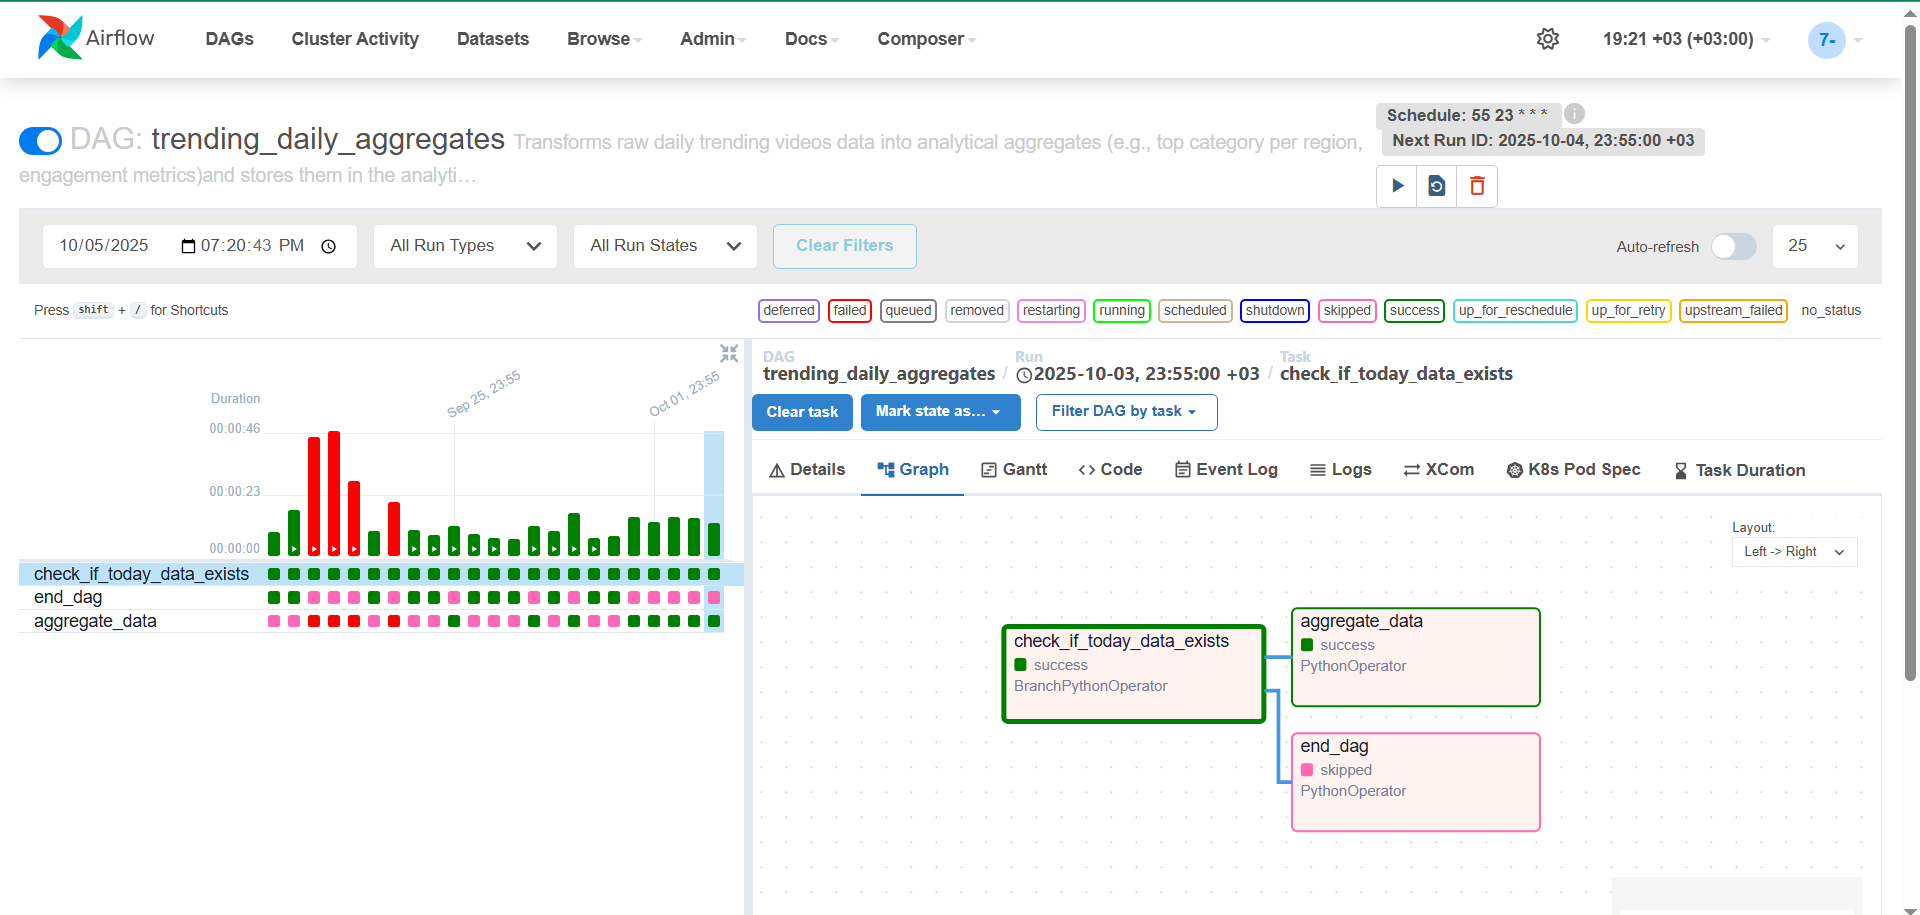 Airflow DAGs Cluster Activity Datasets Browse Admin Docs Composer 19:21 +03 (+03:00) 7-
DAG: trending_daily_aggregates Transforms raw daily trending videos data into analytical aggregates (e.g., top category per region,
engagement metrics)and stores them in the analyti…
Schedule: 55 23 * * * i
Next Run ID: 2025-10-04, 23:55:00 +03
10/05/2025 07:20:43 PM All Run Types All Run States Clear Filters Auto-refresh 25
Press shift + / for Shortcuts
deferred failed queued removed restarting running scheduled shutdown skipped success up_for_reschedule up_for_retry upstream_failed no_status
Duration
00:00:46
00:00:23
00:00:00
Sep 25, 23:55
Oct 01, 23:55
check_if_today_data_exists
end_dag
aggregate_data
DAG Run Task
trending_daily_aggregates / 2025-10-03, 23:55:00 +03 / check_if_today_data_exists
Clear task Mark state as… Filter DAG by task
Details Graph Gantt Code Event Log Logs XCom K8s Pod Spec Task Duration
Layout:
Left -> Right
check_if_today_data_exists
success
BranchPythonOperator
aggregate_data
success
PythonOperator
end_dag
skipped
PythonOperator